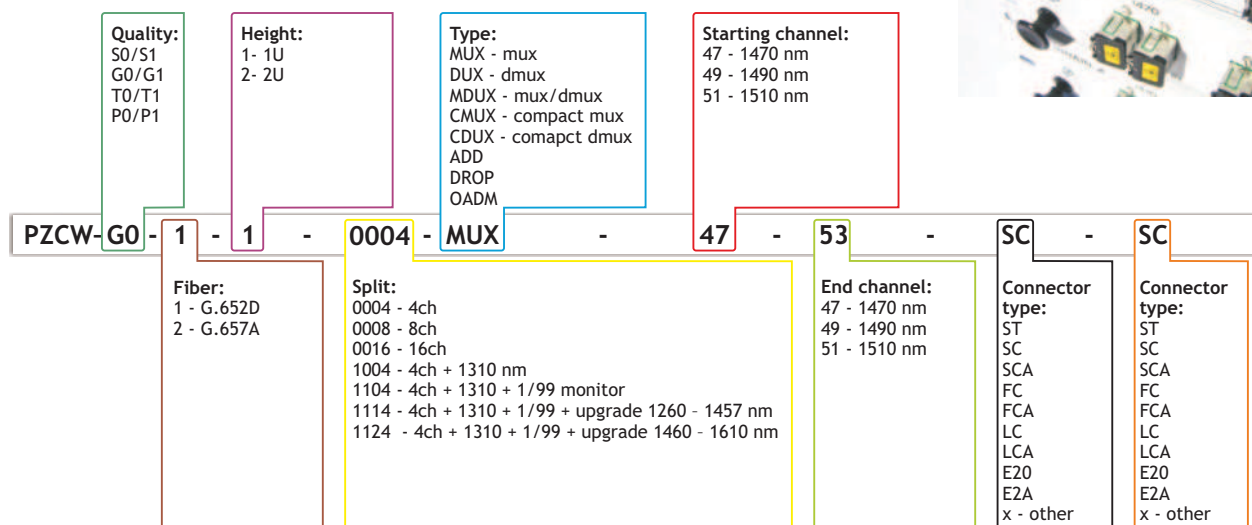 Quality:
S0/S1
G0/G1
T0/T1
P0/P1
Height:
1- 1U
2- 2U
Type:
MUX - mux
DUX - dmux
MDUX - mux/dmux
CMUX - compact mux
CDUX - comapct dmux
ADD
DROP
OADM
Starting channel:
47 - 1470 nm
49 - 1490 nm
51 - 1510 nm
PZCW- G0 - 1 - 1 - 0004 - MUX - 47 - 53 - SC - SC
Fiber:
1 - G.652D
2 - G.657A
Split:
0004 - 4ch
0008 - 8ch
0016 - 16ch
1004 - 4ch + 1310 nm
1104 - 4ch + 1310 + 1/99 monitor
1114 - 4ch + 1310 + 1/99 + upgrade 1260 – 1457 nm
1124 - 4ch + 1310 + 1/99 + upgrade 1460 – 1610 nm
End channel:
47 - 1470 nm
49 - 1490 nm
51 - 1510 nm
Connector
type:
ST
SC
SCA
FC
FCA
LC
LCA
E20
E2A
x - other
Connector
type:
ST
SC
SCA
FC
FCA
LC
LCA
E20
E2A
x - other